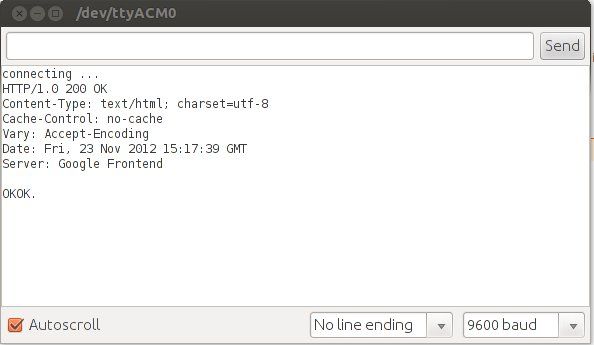 /dev/ttyACM0
Send
connecting ...
HTTP/1.0 200 OK
Content-Type: text/html; charset=utf-8
Cache-Control: no-cache
Vary: Accept-Encoding
Date: Fri, 23 Nov 2012 15:17:39 GMT
Server: Google Frontend
OKOK.
Autoscroll
No line ending
9600 baud